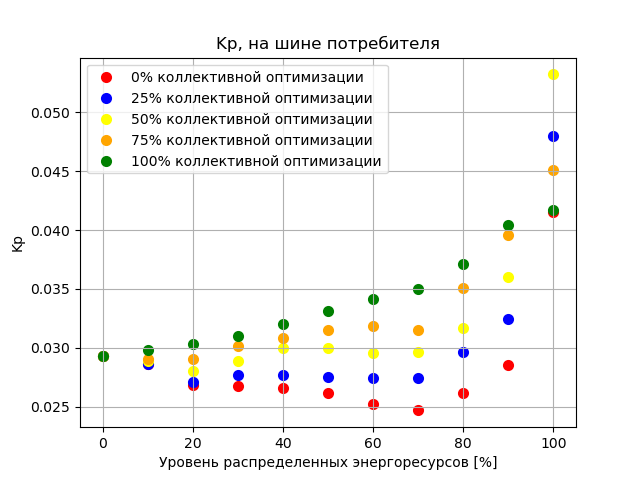 Kp, на шине потребителя
0% коллективной оптимизации
25% коллективной оптимизации
50% коллективной оптимизации
75% коллективной оптимизации
100% коллективной оптимизации
0.050
0.045
0.040
0.035
0.030
0.025
Kp
0 20 40 60 80 100
Уровень распределенных энергоресурсов [%]